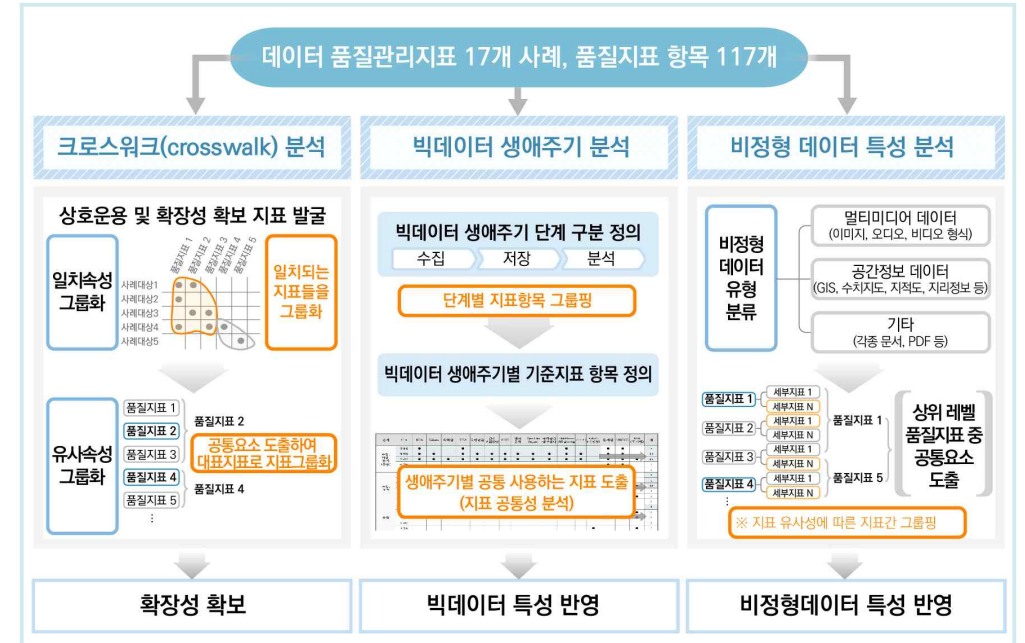 데이터 품질관리지표 17개 사례, 품질지표 항목 117개
크로스워크(crosswalk) 분석
상호운용 및 확장성 확보 지표 발굴
일치속성
그룹화
품질지표 1
품질지표 2
품질지표 3
품질지표 4
품질지표 5
사례대상1
사례대상2
사례대상3
사례대상4
사례대상5
일치되는
지표들을
그룹화
유사속성
그룹화
품질지표 1
품질지표 2
품질지표 3
품질지표 4
품질지표 5
⋮
품질지표 2
공통요소 도출하여
대표지표로 지표그룹화
품질지표 4
확장성 확보
빅데이터 생애주기 분석
빅데이터 생애주기 단계 구분 정의
수집
저장
분석
단계별 지표항목 그룹핑
빅데이터 생애주기별 기준지표 항목 정의
생애주기별 공통 사용하는 지표 도출
(지표 공통성 분석)
빅데이터 특성 반영
비정형 데이터 특성 분석
비정형
데이터
유형
분류
멀티미디어 데이터
(이미지, 오디오, 비디오 형식)
공간정보 데이터
(GIS, 수치지도, 지적도, 지리정보 등)
기타
(각종 문서, PDF 등)
품질지표 1
세부지표 1
세부지표 N
품질지표 2
세부지표 1
세부지표 N
품질지표 3
세부지표 1
세부지표 N
품질지표 4
세부지표 1
세부지표 N
⋮
품질지표 1
품질지표 5
상위 레벨
품질지표 중
공통요소
도출
※ 지표 유사성에 따른 지표간 그룹핑
비정형데이터 특성 반영